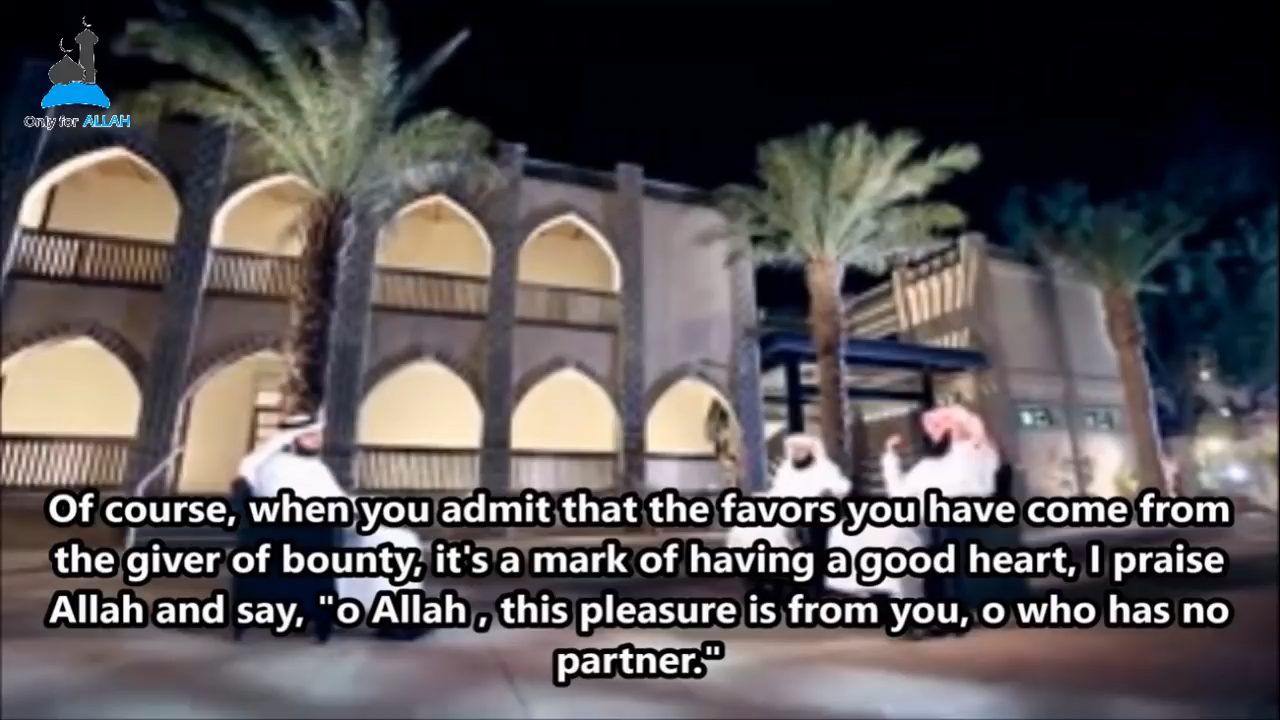 Only for ALLAH
Of course, when you admit that the favors you have come from
the giver of bounty, it's a mark of having a good heart, I praise
Allah and say, "o Allah , this pleasure is from you, o who has no
partner."